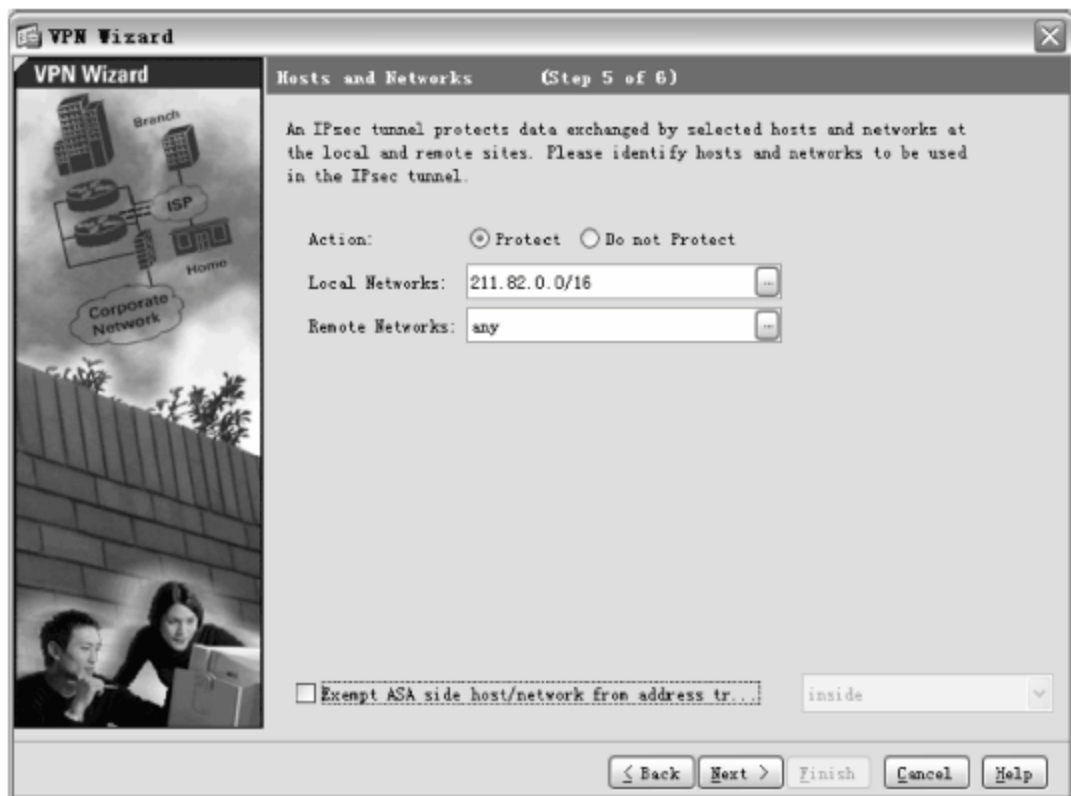 VPN Wizard
VPN Wizard
Branch
ISP
Home
Corporate
Network
Hosts and Networks (Step 5 of 6)
An IPsec tunnel protects data exchanged by selected hosts and networks at
the local and remote sites. Please identify hosts and networks to be used
in the IPsec tunnel.
Action: Protect Do not Protect
Local Networks: 211.82.0.0/16 ...
Remote Networks: any ...
Exempt ASA side host/network from address tr... inside
< Back Next > Finish Cancel Help